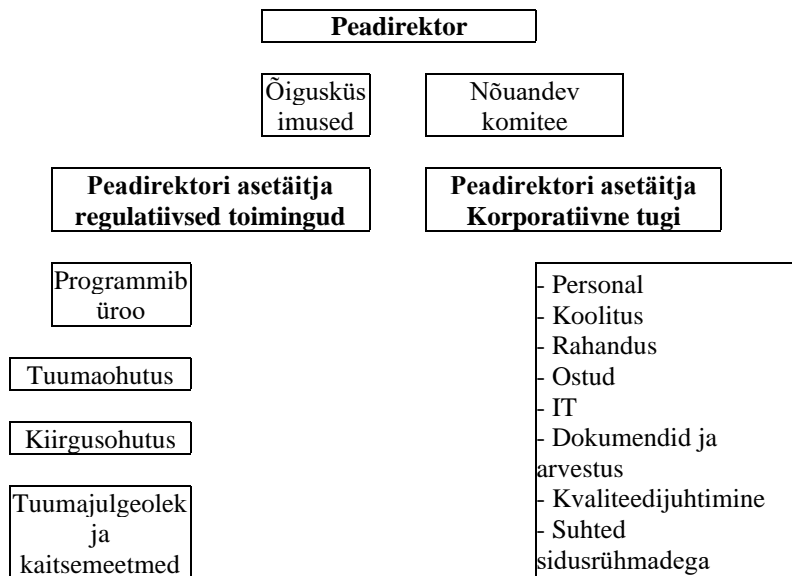 Peadirektor
Õigusküs
imused
Nõuandev
komitee
Peadirektori asetäitja
regulatiivsed toimingud
Peadirektori asetäitja
Korporatiivne tugi
Programmib
üroo
Tuumaohutus
Kiirgusohutus
Tuumajulgeolek
ja
kaitsemeetmed
- Personal
- Koolitus
- Rahandus
- Ostud
- IT
- Dokumendid ja
arvestus
- Kvaliteedijuhtimine
- Suhted
sidusrühmadega